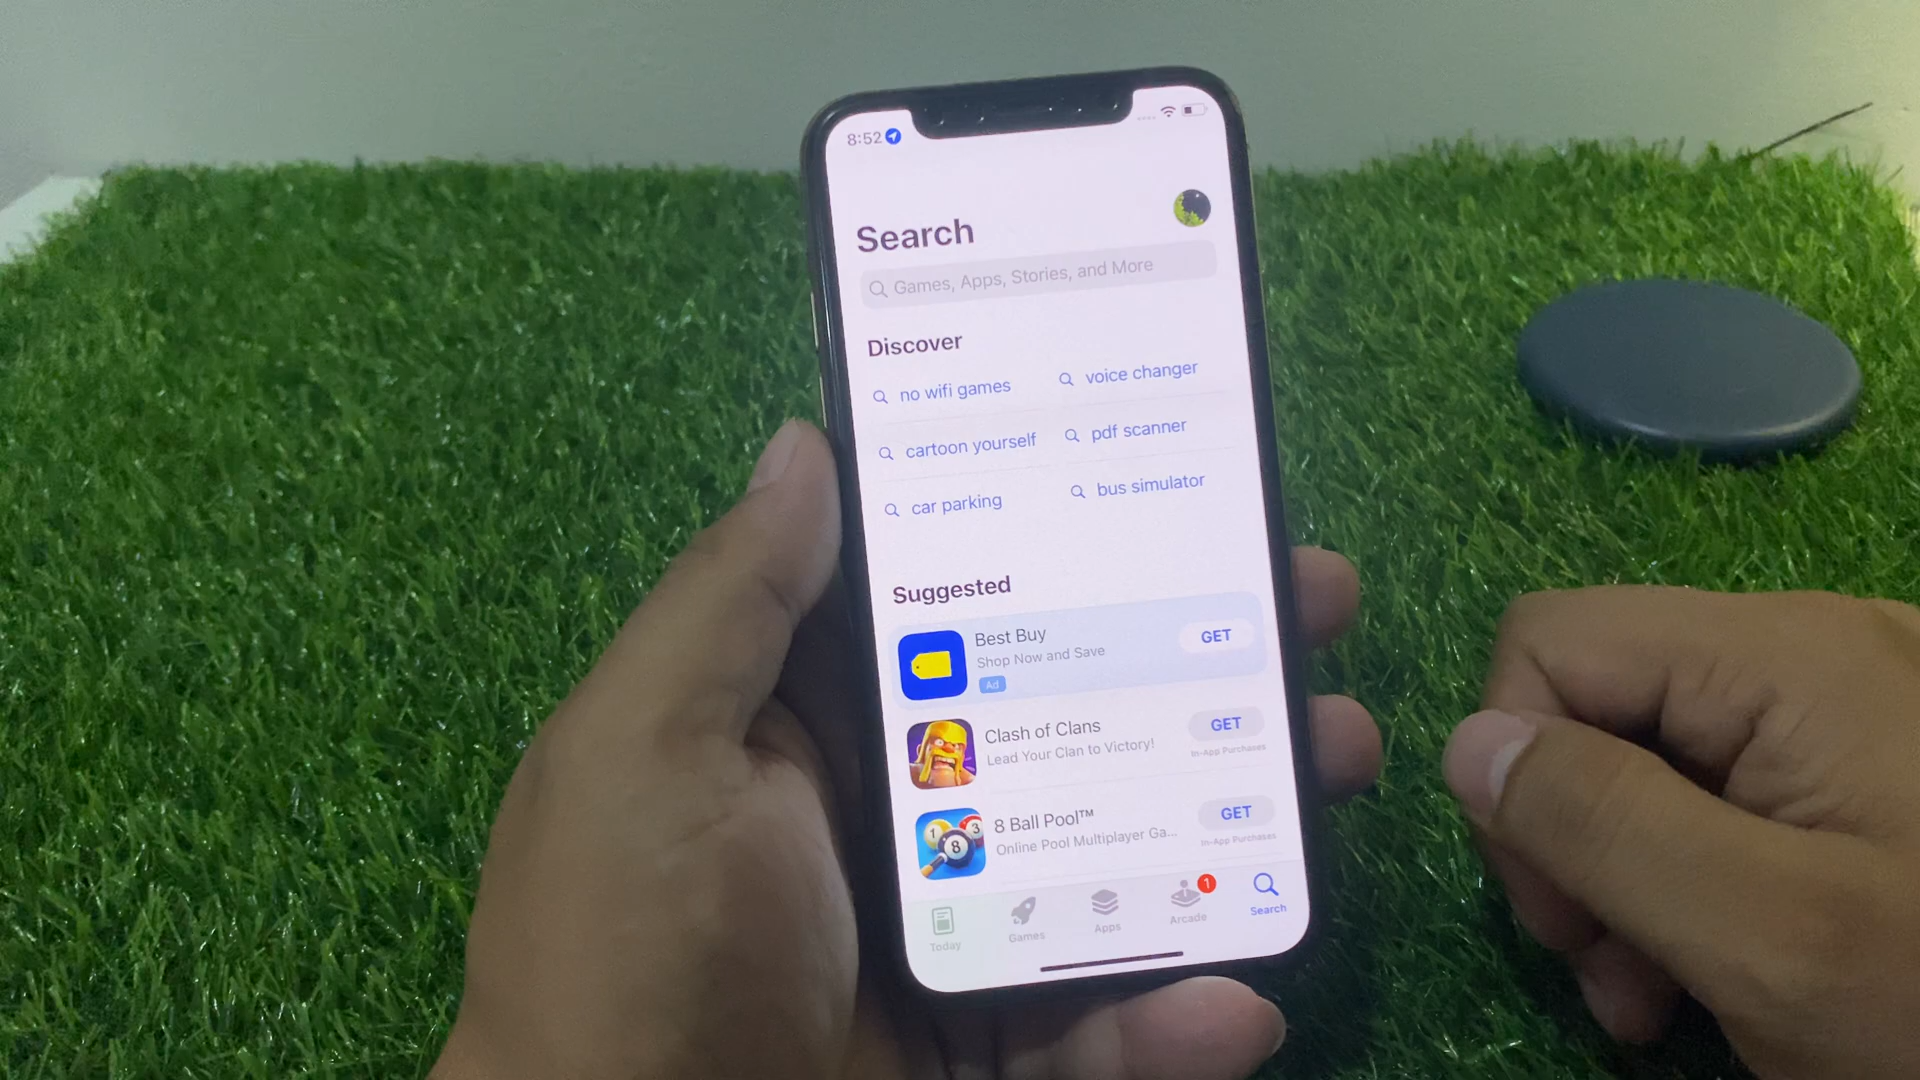 8:52
Search
Games, Apps, Stories, and More
Discover
no wifi games
voice changer
cartoon yourself
pdf scanner
car parking
bus simulator
Suggested
Best Buy
Shop Now and Save
Ad
GET
Clash of Clans
Lead Your Clan to Victory!
GET
In-App Purchases
1 3 8
8 Ball Pool™
Online Pool Multiplayer Ga...
GET
In-App Purchases
Today
Games
Apps
Arcade
1
Search